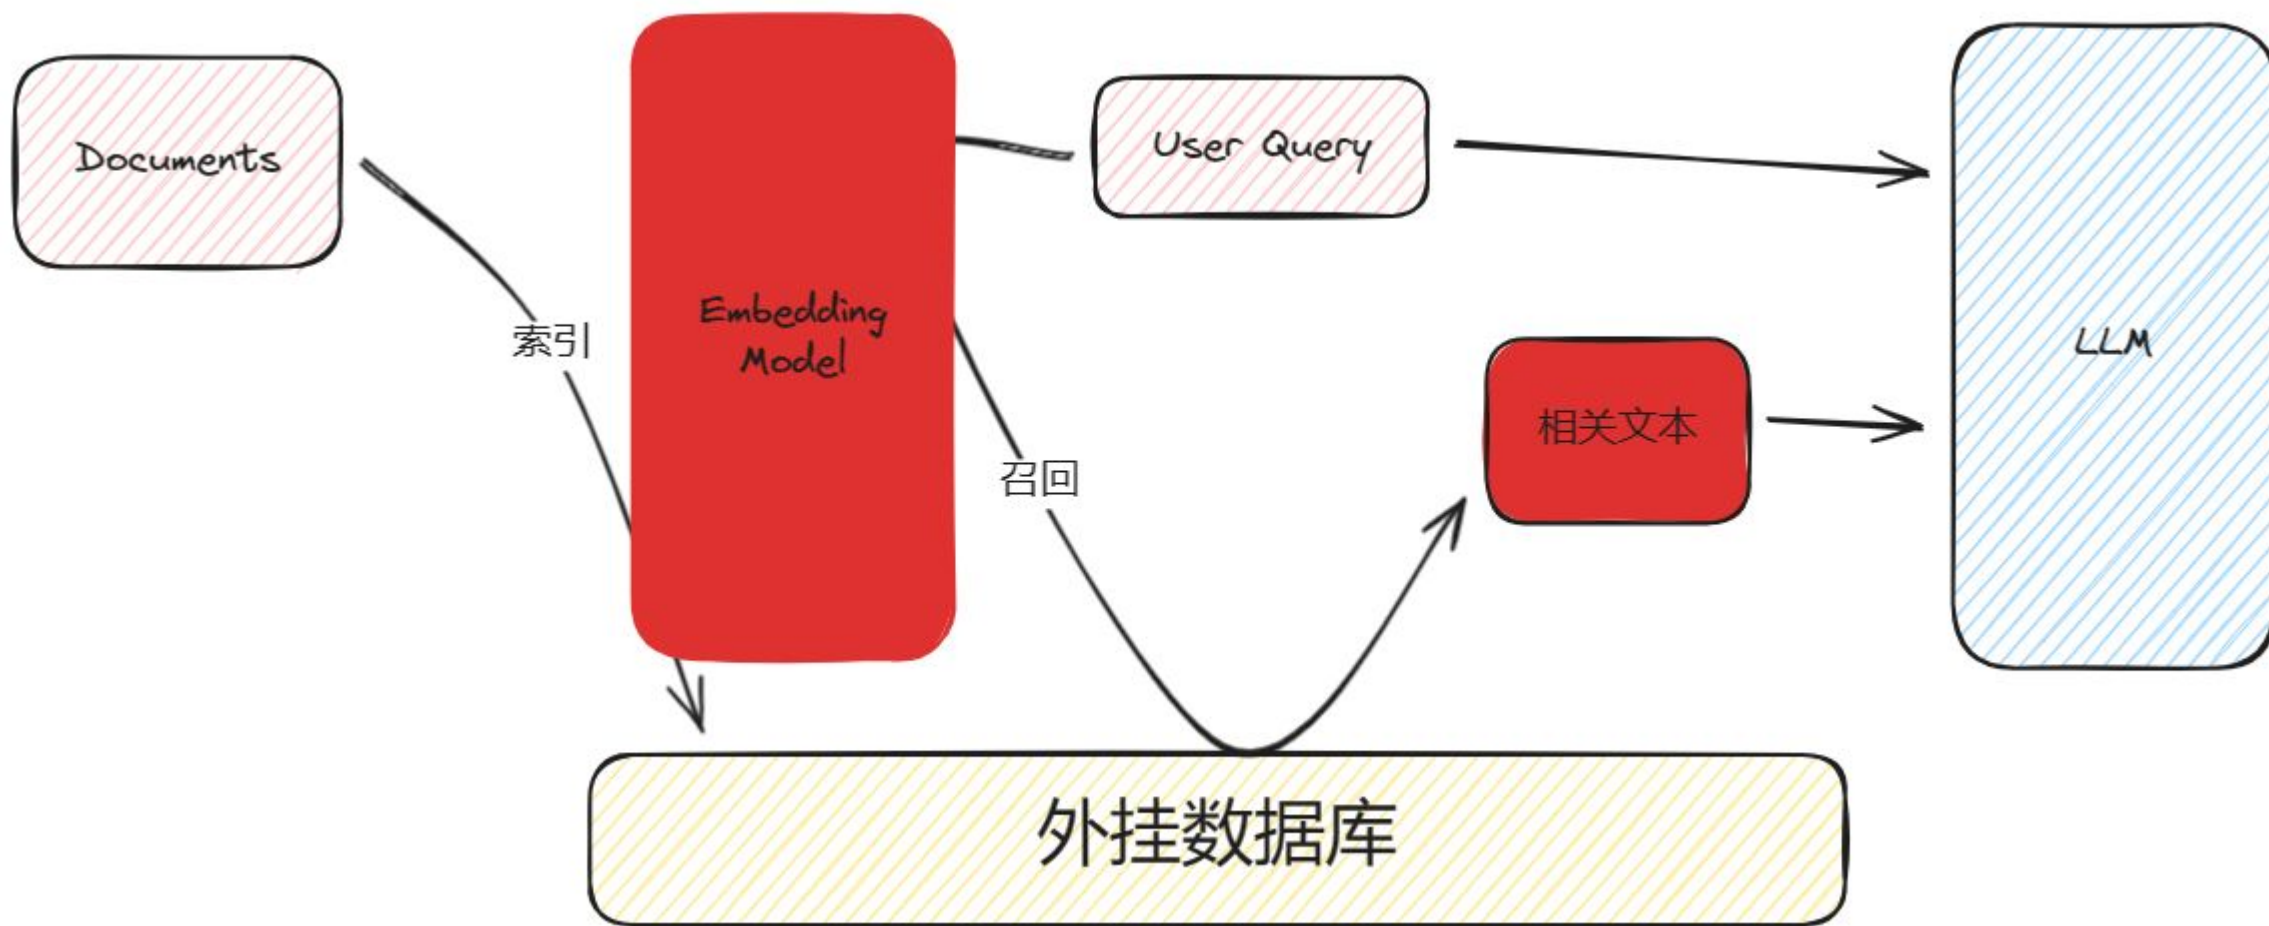 Documents
User Query
Embedding
Model
索引
LLM
相关文本
召回
外挂数据库